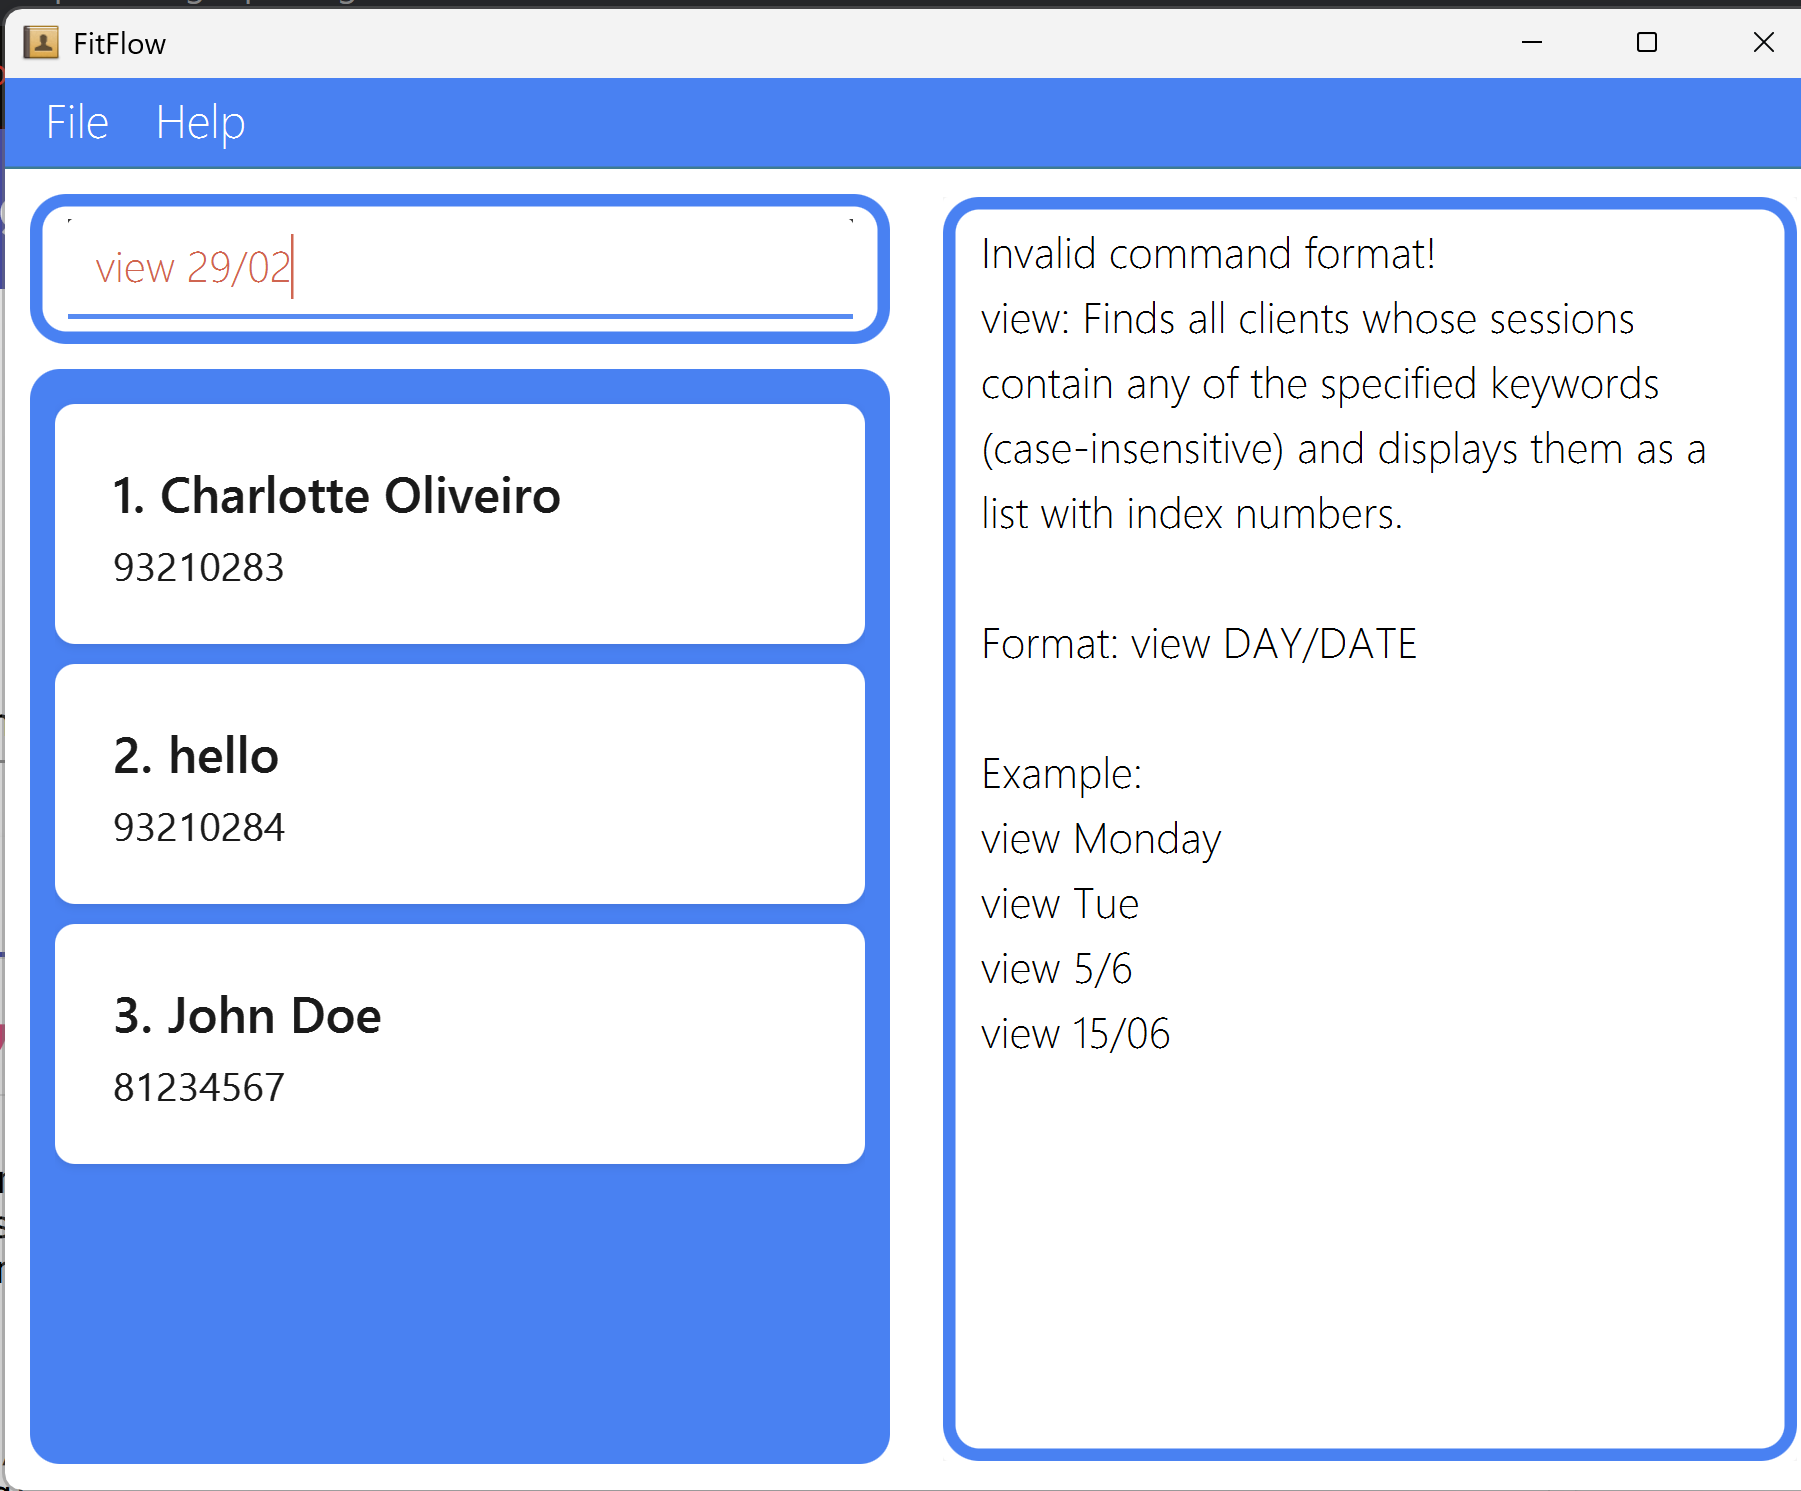 FitFlow
File Help
view 29/02
1. Charlotte Oliveiro
93210283
2. hello
93210284
3. John Doe
81234567
Invalid command format!
view: Finds all clients whose sessions
contain any of the specified keywords
(case-insensitive) and displays them as a
list with index numbers.
Format: view DAY/DATE
Example:
view Monday
view Tue
view 5/6
view 15/06